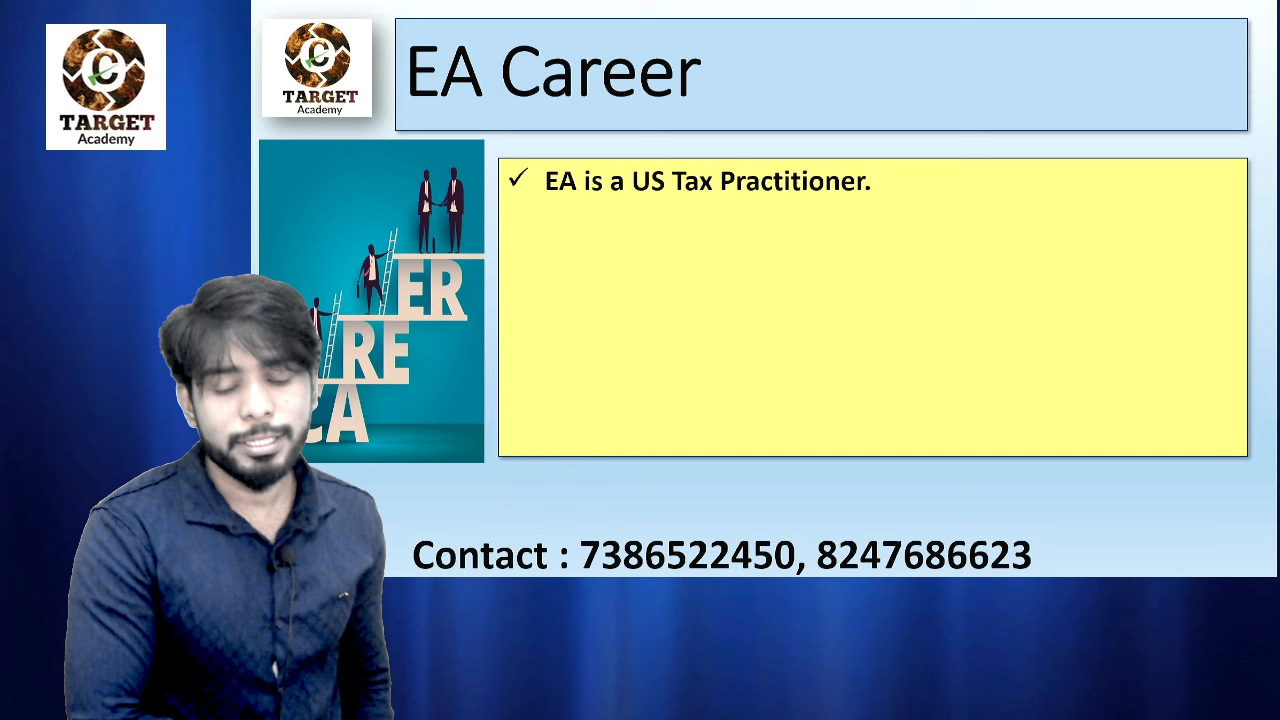 C
TARGET
Academy
C
TARGET
Academy
EA Career
✓ EA is a US Tax Practitioner.
ER
RE
CA
Contact : 7386522450, 8247686623